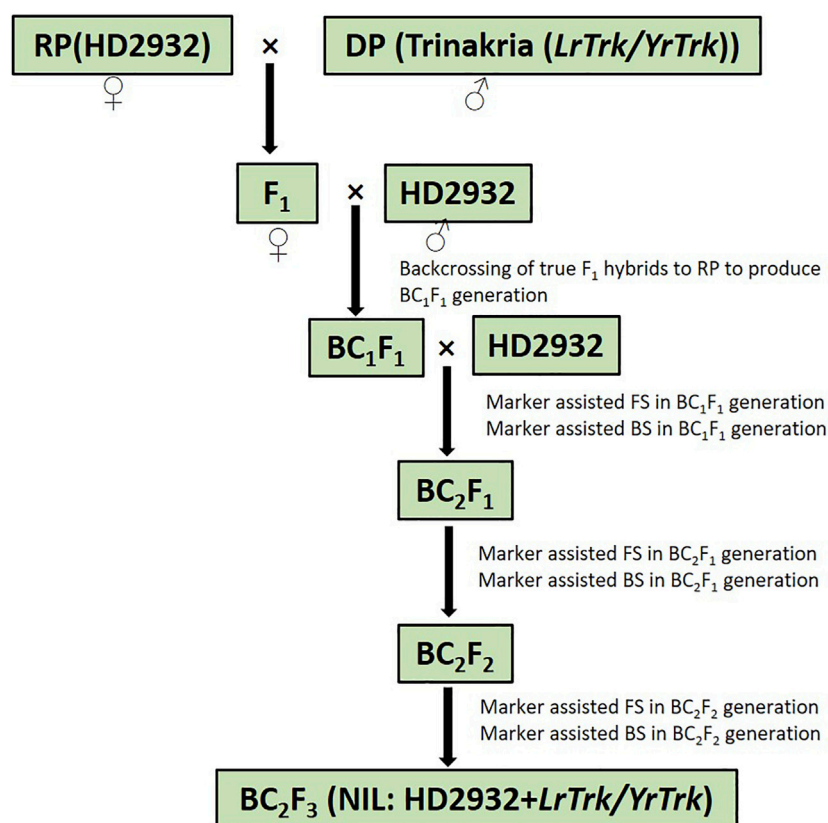 RP(HD2932) × DP (Trinakria (LrTrk/YrTrk))
♀ ♂
F₁ × HD2932
♀ ♂
Backcrossing of true F₁ hybrids to RP to produce
BC₁F₁ generation
BC₁F₁ × HD2932
Marker assisted FS in BC₁F₁ generation
Marker assisted BS in BC₁F₁ generation
BC₂F₁
Marker assisted FS in BC₂F₁ generation
Marker assisted BS in BC₂F₁ generation
BC₂F₂
Marker assisted FS in BC₂F₂ generation
Marker assisted BS in BC₂F₂ generation
BC₂F₃ (NIL: HD2932+LrTrk/YrTrk)